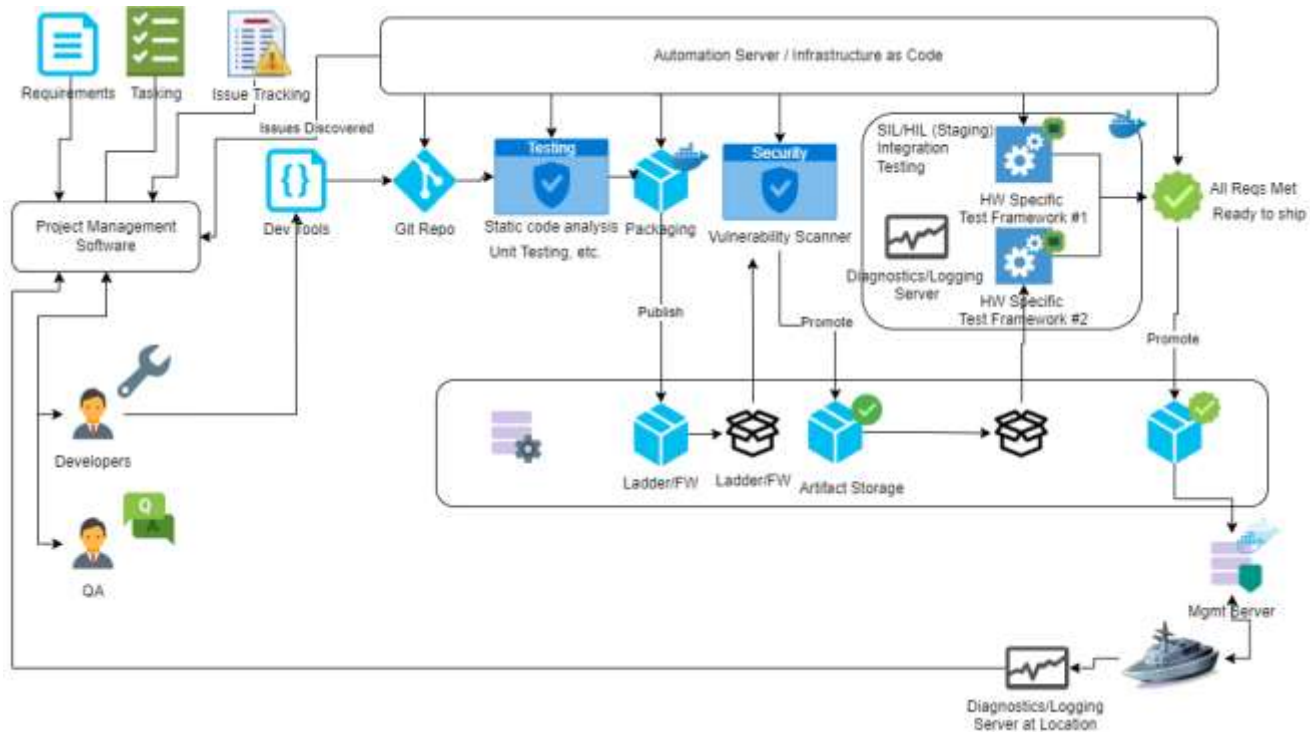 Automation Server / Infrastructure as Code
Requirements
Tasking
Issue Tracking
Issues Discovered
Project Management
Software
Dev Tools
Git Repo
Testing
Static code analysis
Unit Testing, etc.
Packaging
Security
Vulnerability Scanner
SIL/HIL (Staging)
Integration
Testing
HW Specific
Test Framework #1
Diagnostics/Logging
Server
HW Specific
Test Framework #2
All Reqs Met
Ready to ship
Publish
Promote
Promote
Developers
Q
A
QA
Ladder/FW
Ladder/FW
Artifact Storage
Mgmt Server
Diagnostics/Logging
Server at Location